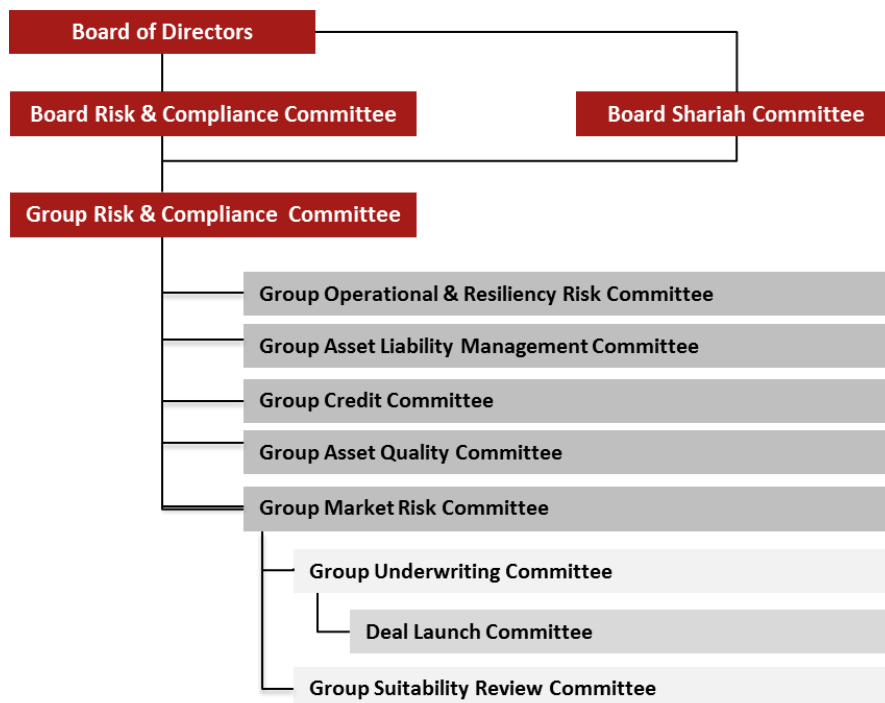 Board of Directors
Board Risk & Compliance Committee
Board Shariah Committee
Group Risk & Compliance Committee
Group Operational & Resiliency Risk Committee
Group Asset Liability Management Committee
Group Credit Committee
Group Asset Quality Committee
Group Market Risk Committee
Group Underwriting Committee
Deal Launch Committee
Group Suitability Review Committee